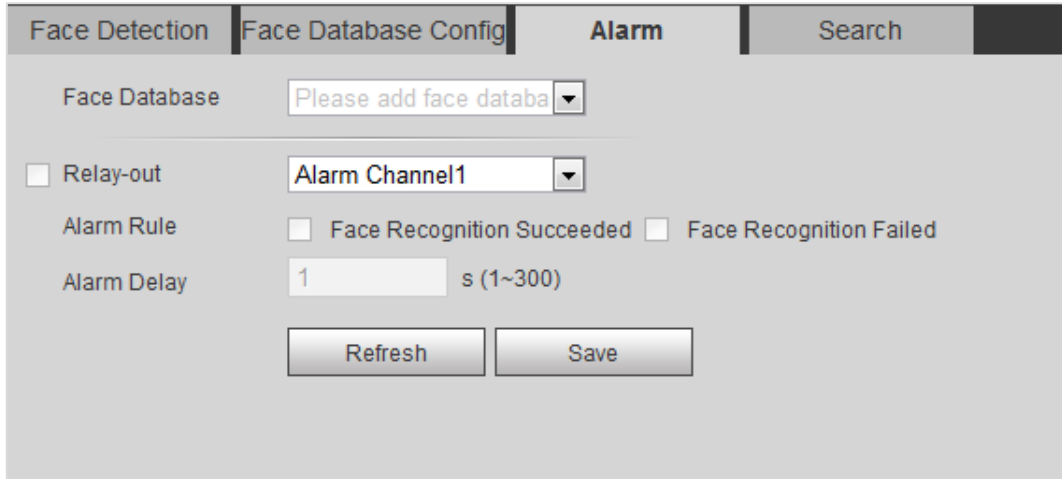 Face Detection Face Database Config Alarm Search
Face Database Please add face databa
Relay-out Alarm Channel1
Alarm Rule Face Recognition Succeeded Face Recognition Failed
Alarm Delay 1 s (1~300)
Refresh Save